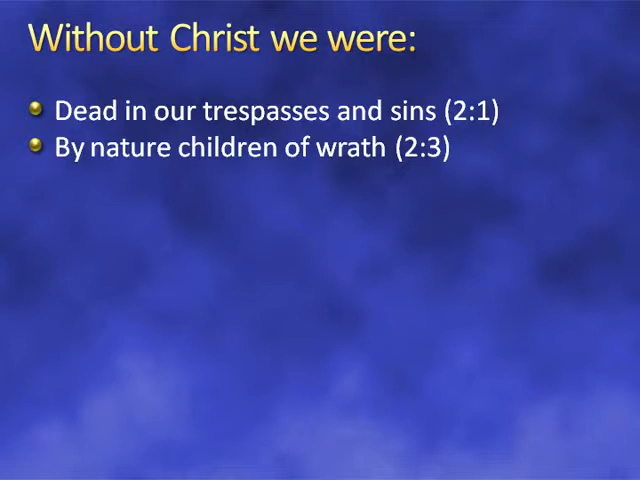 Without Christ we were:
Dead in our trespasses and sins (2:1)
By nature children of wrath (2:3)